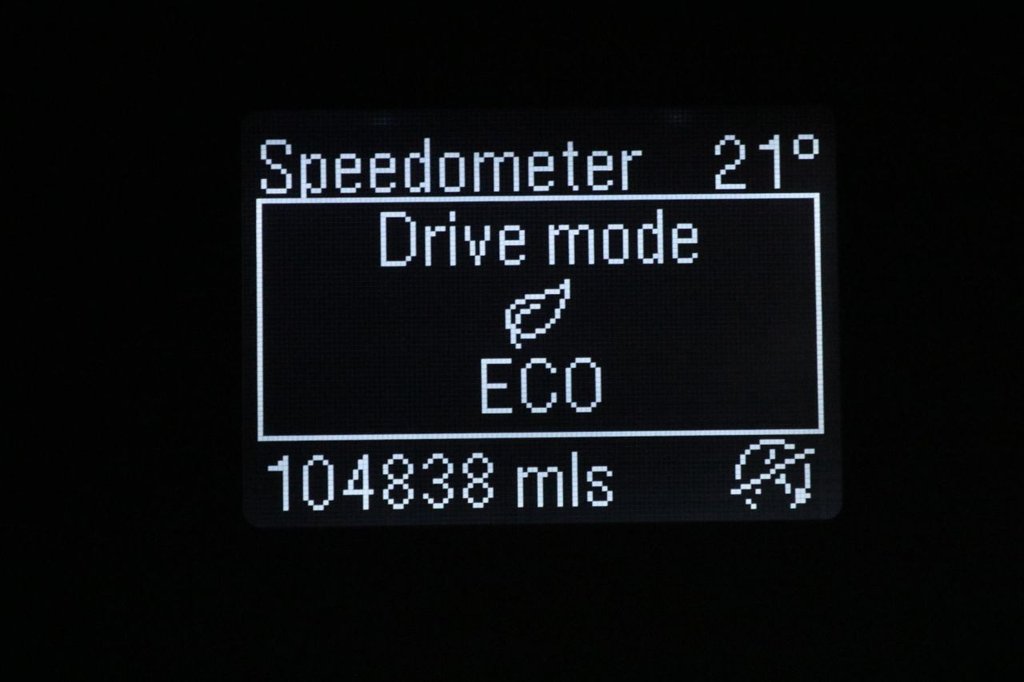 Speedometer 21°
Drive mode
ECO
104838 mls